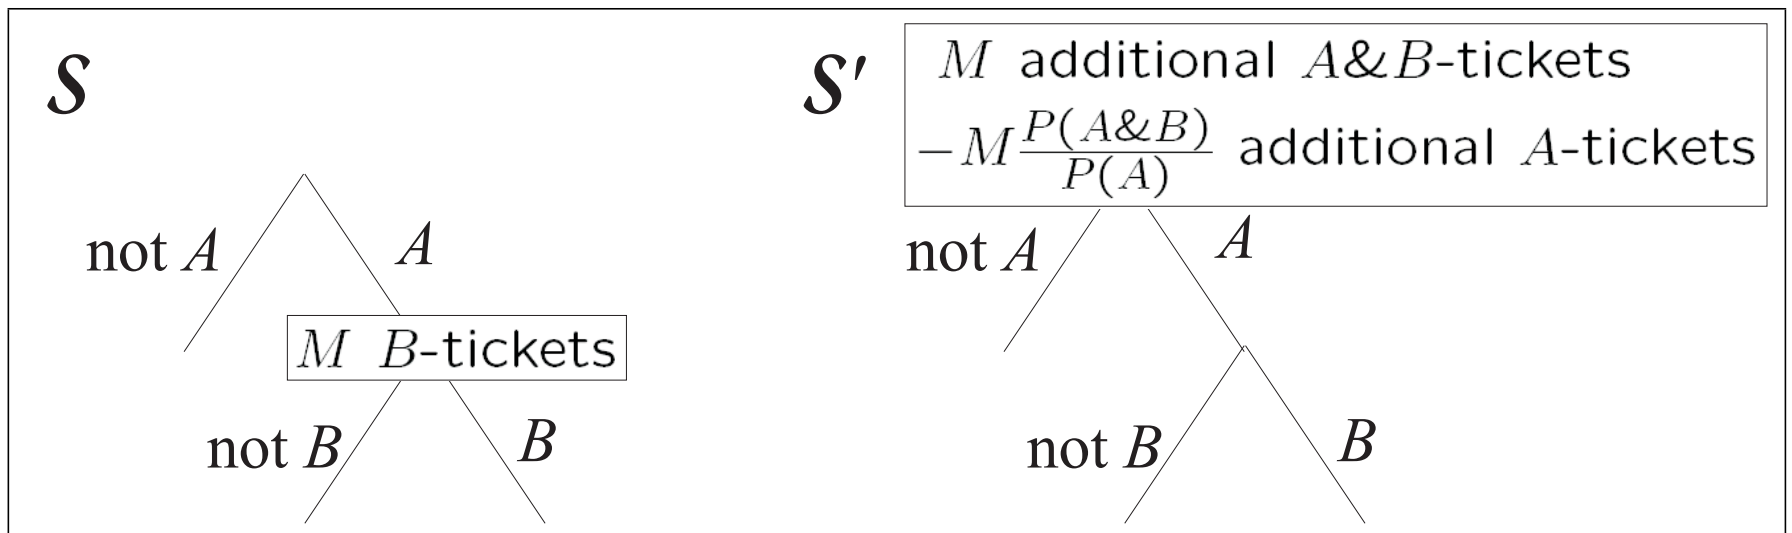 S
not A
A
M B-tickets
not B
B
S′
M additional A&B-tickets
−M P(A&B)/P(A) additional A-tickets
not A
A
not B
B